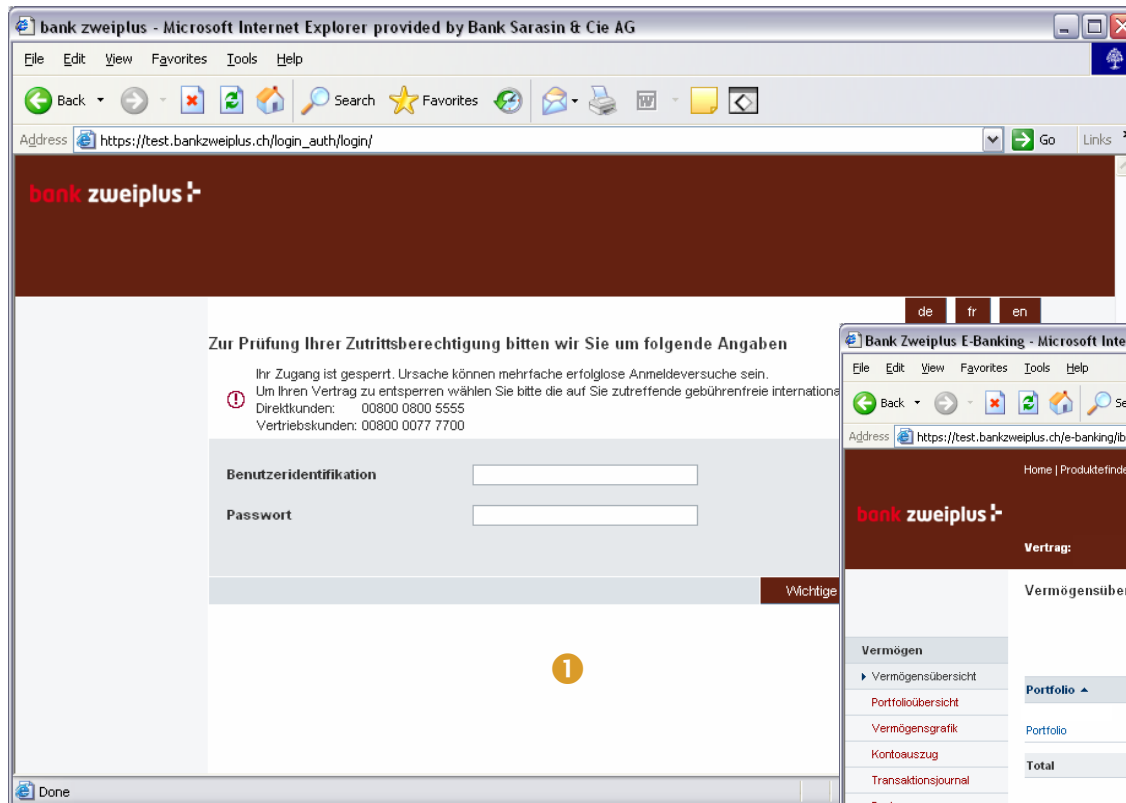 bank zweiplus - Microsoft Internet Explorer provided by Bank Sarasin & Cie AG
File Edit View Favorites Tools Help
Back Search Favorites
Address https://test.bankzweiplus.ch/login_auth/login/ Go Links
bank zweiplus
de fr en
Zur Prüfung Ihrer Zutrittsberechtigung bitten wir Sie um folgende Angaben
Ihr Zugang ist gesperrt. Ursache können mehrfache erfolglose Anmeldeversuche sein.
Um Ihren Vertrag zu entsperren wählen Sie bitte die auf Sie zutreffende gebührenfreie internationa
Direktkunden: 00800 0800 5555
Vertriebskunden: 00800 0077 7700
Benutzeridentifikation
Passwort
Wichtige
1
Done
Bank Zweiplus E-Banking - Microsoft Inte
File Edit View Favorites Tools Help
Back Se
Address https://test.bankzweiplus.ch/e-banking/ib
Home | Produktefinde
bank zweiplus
Vertrag:
Vermögensüber
Vermögen
Vermögensübersicht
Portfolioübersicht
Vermögensgrafik
Kontoauszug
Transaktionsjournal
Portfolio
Portfolio
Total